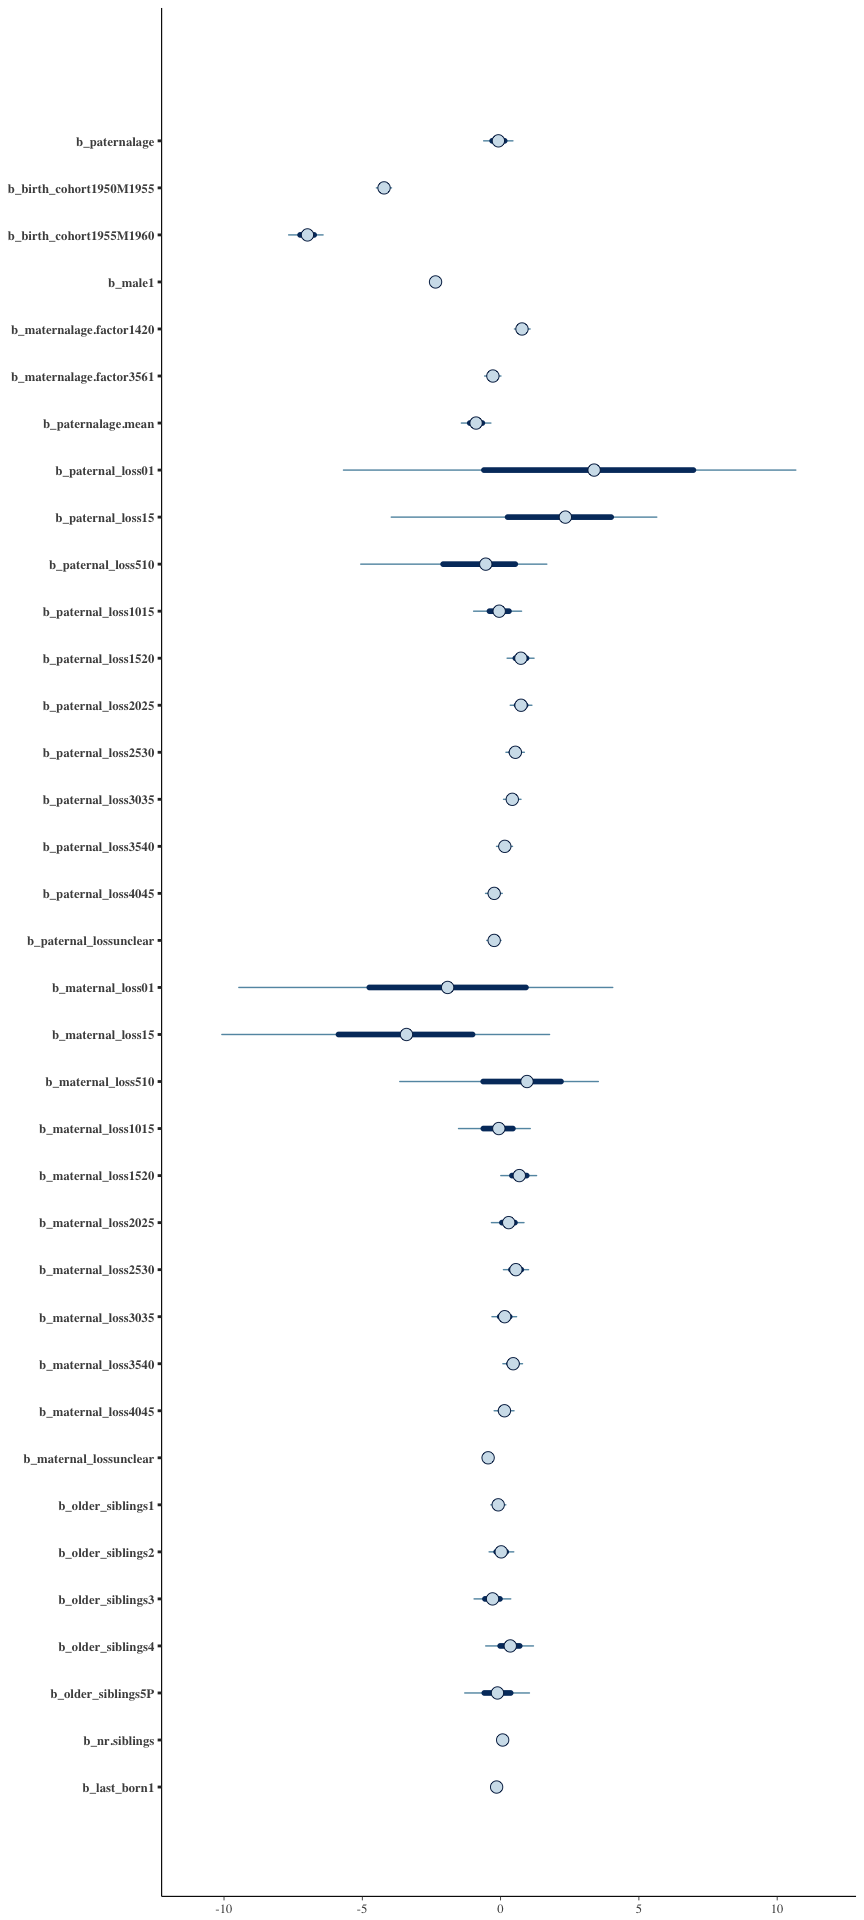 b_paternalage
b_birth_cohort1950M1955
b_birth_cohort1955M1960
b_male1
b_maternalage.factor1420
b_maternalage.factor3561
b_paternalage.mean
b_paternal_loss01
b_paternal_loss15
b_paternal_loss510
b_paternal_loss1015
b_paternal_loss1520
b_paternal_loss2025
b_paternal_loss2530
b_paternal_loss3035
b_paternal_loss3540
b_paternal_loss4045
b_paternal_lossunclear
b_maternal_loss01
b_maternal_loss15
b_maternal_loss510
b_maternal_loss1015
b_maternal_loss1520
b_maternal_loss2025
b_maternal_loss2530
b_maternal_loss3035
b_maternal_loss3540
b_maternal_loss4045
b_maternal_lossunclear
b_older_siblings1
b_older_siblings2
b_older_siblings3
b_older_siblings4
b_older_siblings5P
b_nr.siblings
b_last_born1
-10 -5 0 5 10